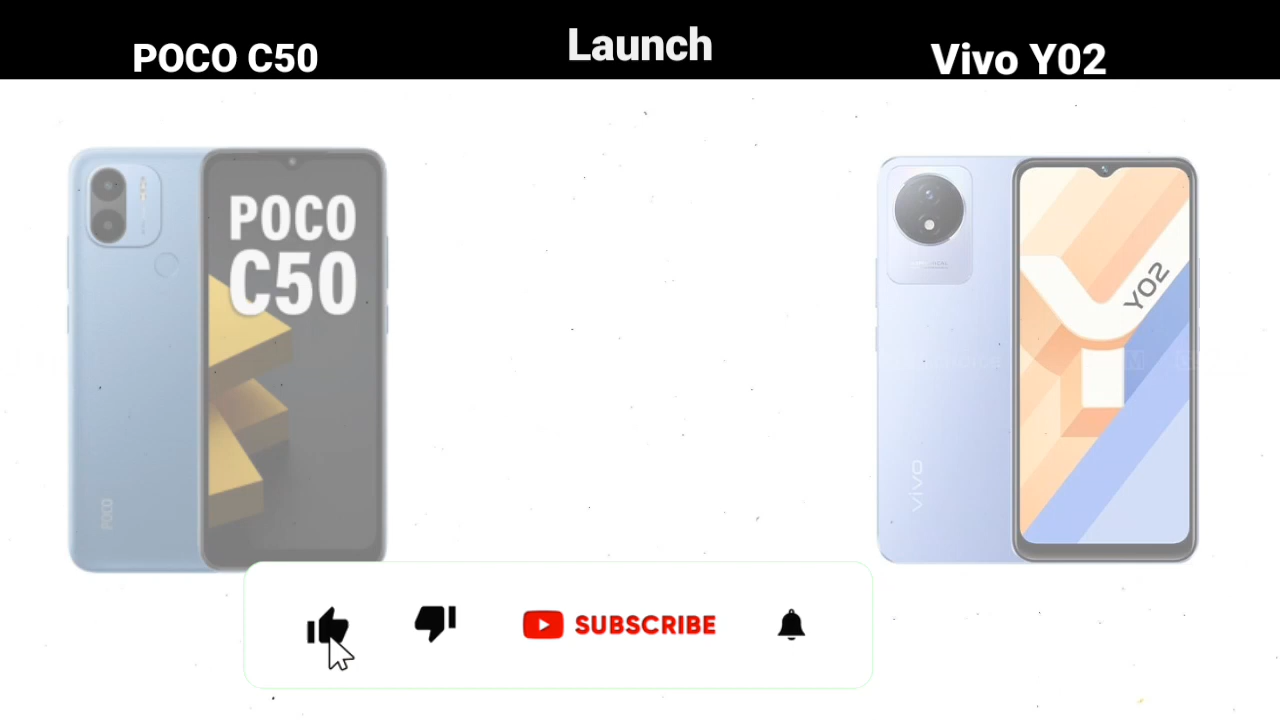 POCO C50
Launch
Vivo Y02
POCO
C50
POCO
Y02
vivo
SUBSCRIBE